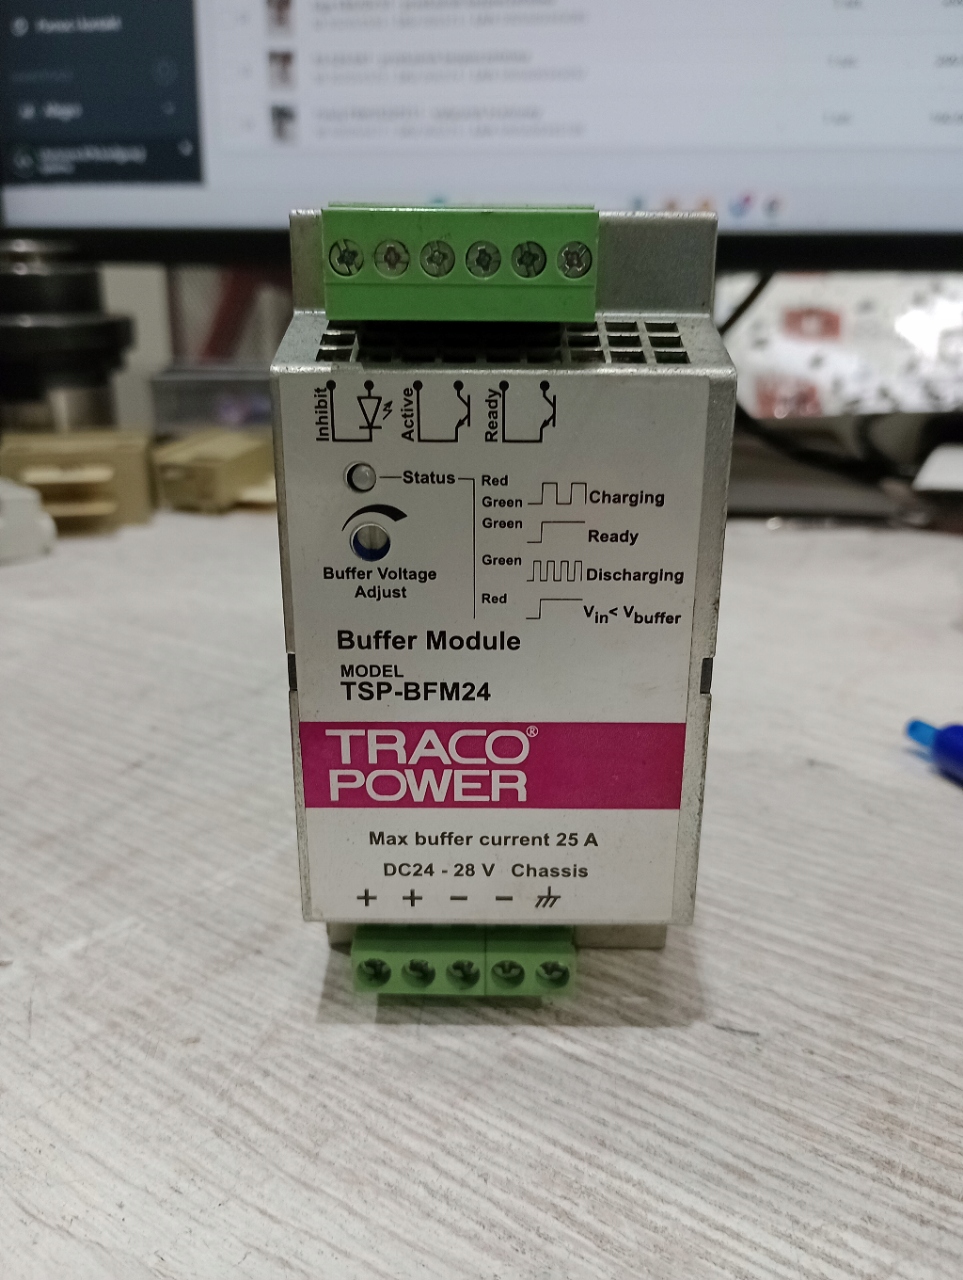 Inhibit
Active
Ready
Status
Red
Green
Charging
Green
Ready
Green
Discharging
Red
Vin< Vbuffer
Buffer Voltage
Adjust
Buffer Module
MODEL
TSP-BFM24
TRACO®
POWER
Max buffer current 25 A
DC24 - 28 V Chassis
+ + − −